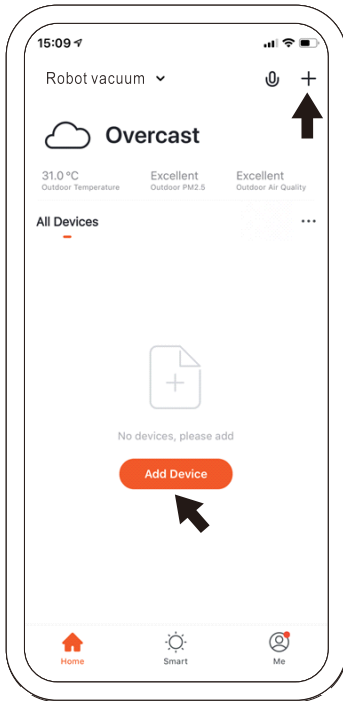 15:09
Robot vacuum
Overcast
31.0 °C Excellent Excellent
Outdoor Temperature Outdoor PM2.5 Outdoor Air Quality
All Devices
No devices, please add
Add Device
Home Smart Me